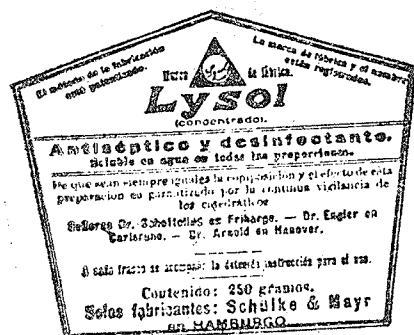 El método de la fabricación
está patentado.
La marca de fábrica y el nombre
están registrados.
Marca de fábrica.
Lysol
(concentrado).
Antiséptico y desinfectante.
Soluble en agua en todas las proporciones.
De que sean siempre iguales la composición y el efecto de esta
preparación es garantizado por la continua vigilancia de
los catedráticos
Señores Dr. Schottelius en Friburgo. — Dr. Engler en
Carlsruhe. — Dr. Arnold en Hanover.
A cada frasco se acompaña la detenida instrucción para el uso.
Contenido: 250 gramos.
Solos fabricantes: Schülke & Mayr
en HAMBURGO